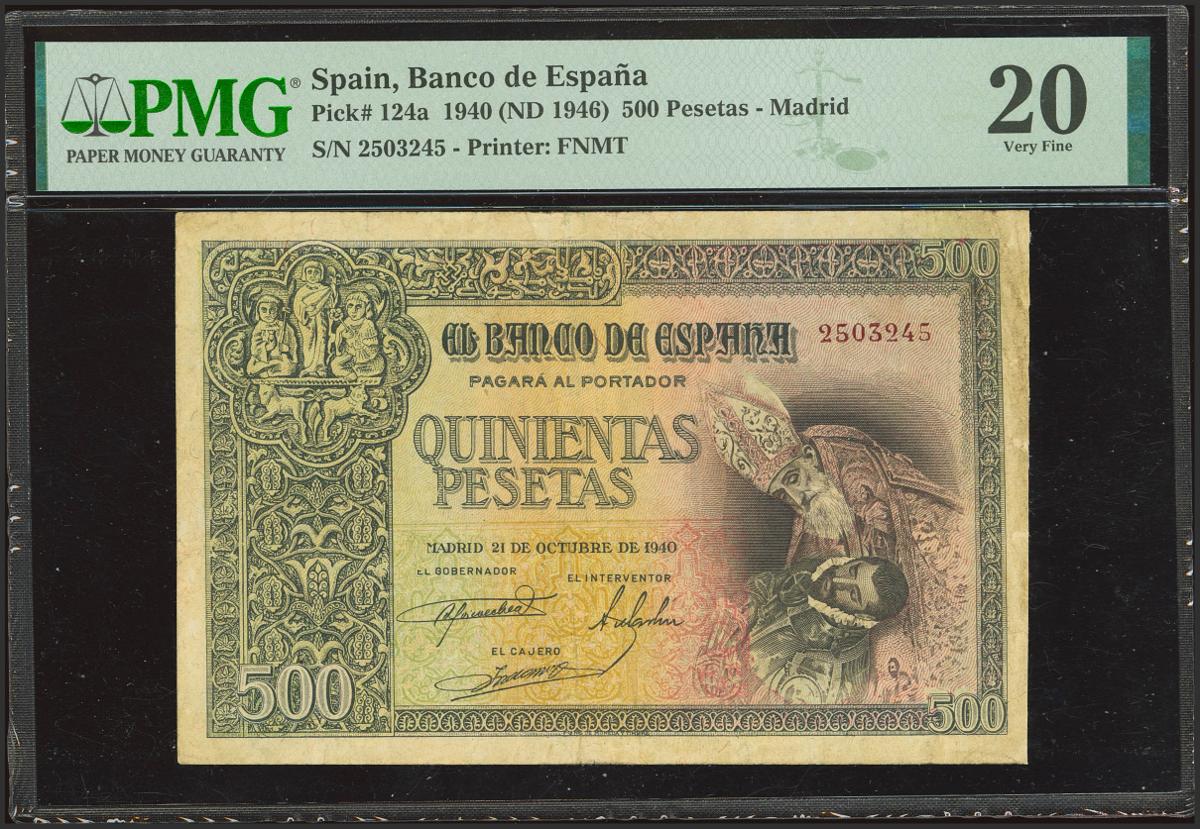 PMG®
PAPER MONEY GUARANTY
Spain, Banco de España
Pick# 124a 1940 (ND 1946) 500 Pesetas - Madrid
S/N 2503245 - Printer: FNMT
20
Very Fine
500
EL BANCO DE ESPAÑA
2503245
PAGARÁ AL PORTADOR
QUINIENTAS
PESETAS
MADRID 21 DE OCTUBRE DE 1940
EL GOBERNADOR
EL INTERVENTOR
EL CAJERO
500
500